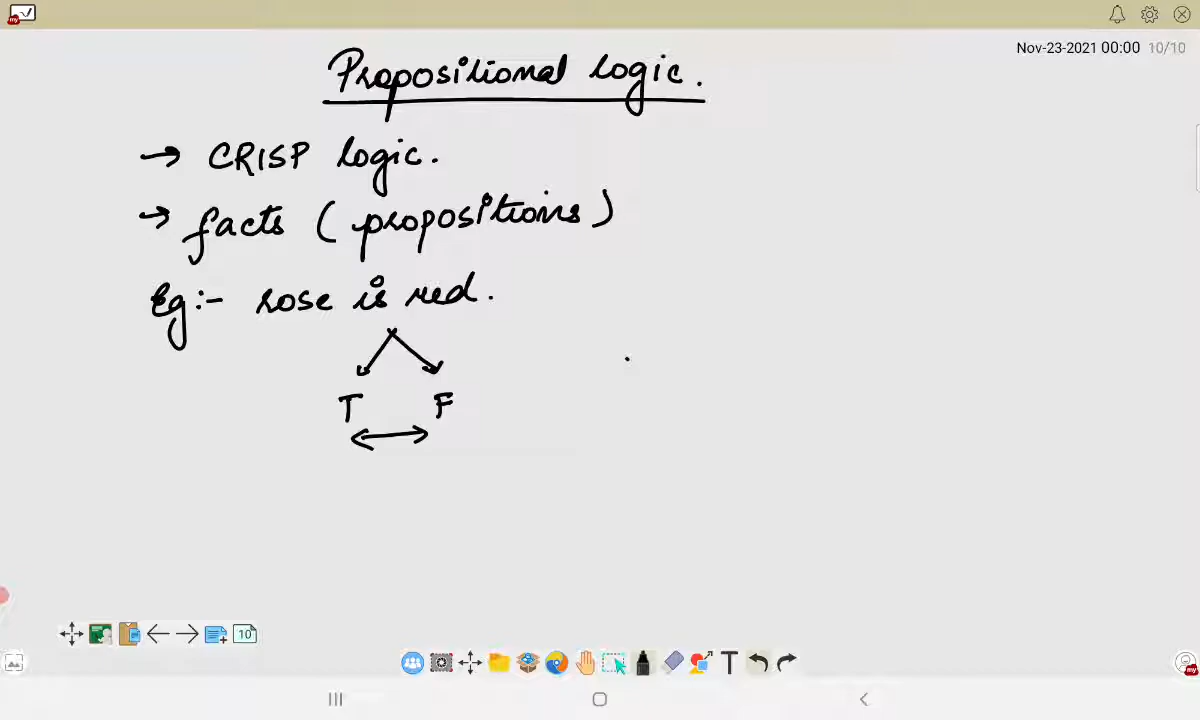 Nov-23-2021 00:00 10/10
Propositional logic.
→ CRISP logic.
→ facts (propositions)
Eg:- rose is red.
T F
10
T